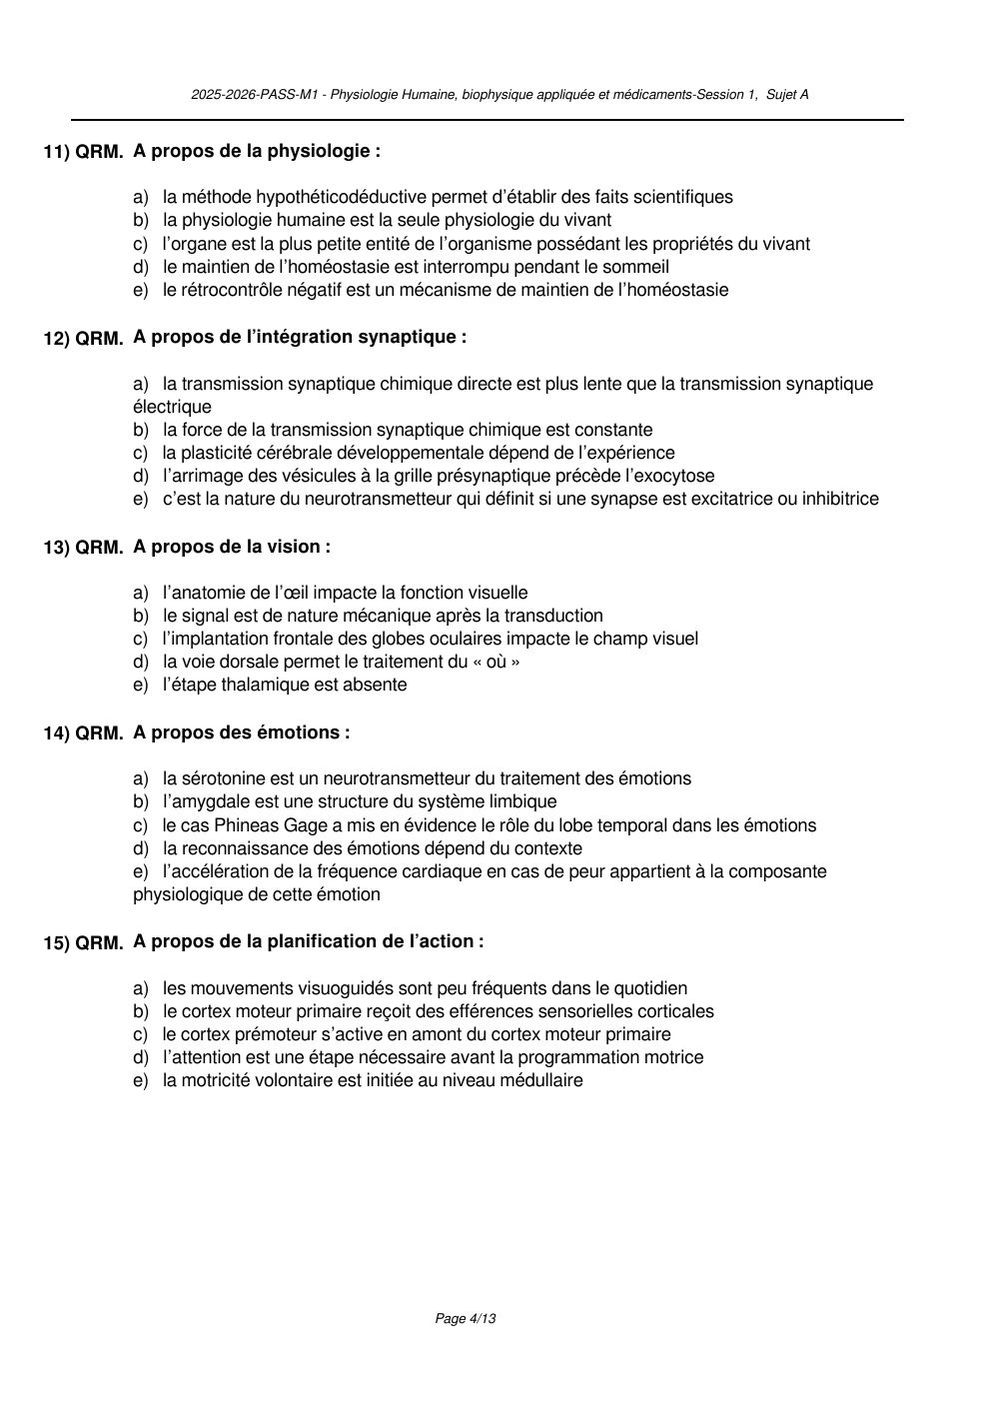 2025-2026-PASS-M1 - Physiologie Humaine, biophysique appliquée et médicaments-Session 1,  Sujet A
11) QRM.  A propos de la physiologie :
a)  la méthode hypothéticodéductive permet d’établir des faits scientifiques
b)  la physiologie humaine est la seule physiologie du vivant
c)  l’organe est la plus petite entité de l’organisme possédant les propriétés du vivant
d)  le maintien de l’homéostasie est interrompu pendant le sommeil
e)  le rétrocontrôle négatif est un mécanisme de maintien de l’homéostasie
12) QRM.  A propos de l’intégration synaptique :
a)  la transmission synaptique chimique directe est plus lente que la transmission synaptique
électrique
b)  la force de la transmission synaptique chimique est constante
c)  la plasticité cérébrale développementale dépend de l’expérience
d)  l’arrimage des vésicules à la grille présynaptique précède l’exocytose
e)  c’est la nature du neurotransmetteur qui définit si une synapse est excitatrice ou inhibitrice
13) QRM.  A propos de la vision :
a)  l’anatomie de l’œil impacte la fonction visuelle
b)  le signal est de nature mécanique après la transduction
c)  l’implantation frontale des globes oculaires impacte le champ visuel
d)  la voie dorsale permet le traitement du « où »
e)  l’étape thalamique est absente
14) QRM.  A propos des émotions :
a)  la sérotonine est un neurotransmetteur du traitement des émotions
b)  l’amygdale est une structure du système limbique
c)  le cas Phineas Gage a mis en évidence le rôle du lobe temporal dans les émotions
d)  la reconnaissance des émotions dépend du contexte
e)  l’accélération de la fréquence cardiaque en cas de peur appartient à la composante
physiologique de cette émotion
15) QRM.  A propos de la planification de l’action :
a)  les mouvements visuoguidés sont peu fréquents dans le quotidien
b)  le cortex moteur primaire reçoit des efférences sensorielles corticales
c)  le cortex prémoteur s’active en amont du cortex moteur primaire
d)  l’attention est une étape nécessaire avant la programmation motrice
e)  la motricité volontaire est initiée au niveau médullaire
Page 4/13